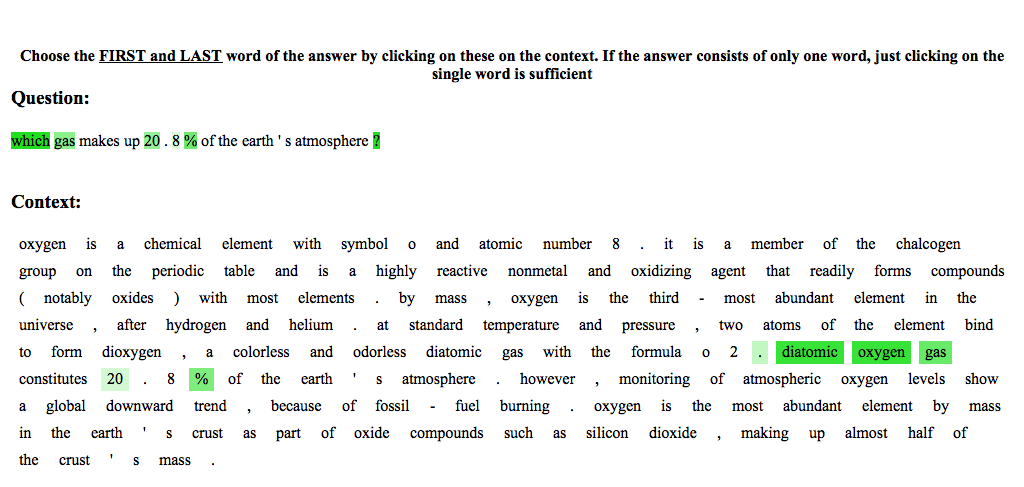 Choose the FIRST and LAST word of the answer by clicking on these on the context. If the answer consists of only one word, just clicking on the
single word is sufficient
Question:
which gas makes up 20 . 8 % of the earth ' s atmosphere ?
Context:
oxygen is a chemical element with symbol o and atomic number 8 . it is a member of the chalcogen
group on the periodic table and is a highly reactive nonmetal and oxidizing agent that readily forms compounds
( notably oxides ) with most elements . by mass , oxygen is the third - most abundant element in the
universe , after hydrogen and helium . at standard temperature and pressure , two atoms of the element bind
to form dioxygen , a colorless and odorless diatomic gas with the formula o 2 . diatomic oxygen gas
constitutes 20 . 8 % of the earth ' s atmosphere . however , monitoring of atmospheric oxygen levels show
a global downward trend , because of fossil - fuel burning . oxygen is the most abundant element by mass
in the earth ' s crust as part of oxide compounds such as silicon dioxide , making up almost half of
the crust ' s mass .